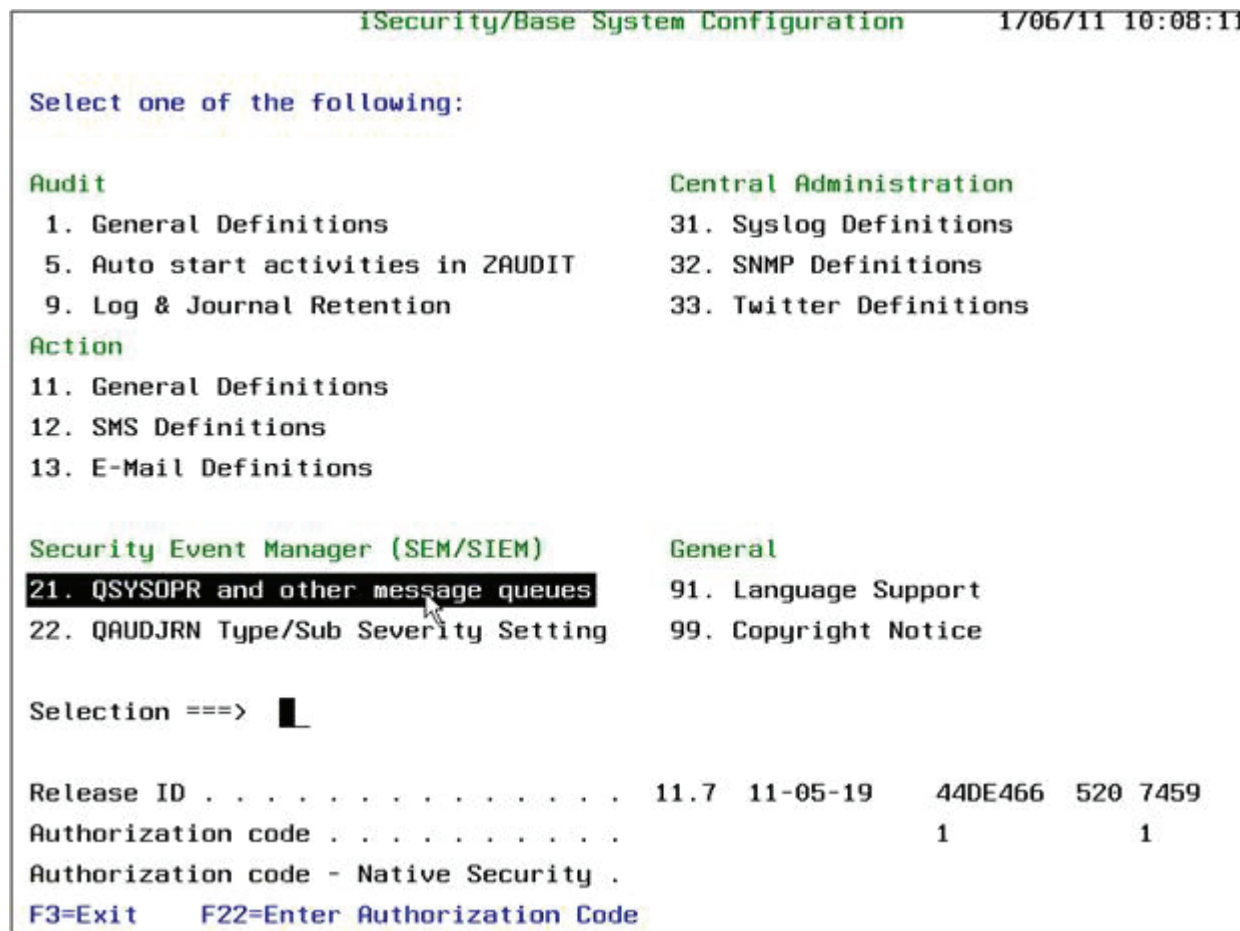 iSecurity/Base System Configuration 1/06/11 10:08:11
Select one of the following:
Audit Central Administration
1. General Definitions 31. Syslog Definitions
5. Auto start activities in ZAUDIT 32. SNMP Definitions
9. Log & Journal Retention 33. Twitter Definitions
Action
11. General Definitions
12. SMS Definitions
13. E-Mail Definitions
Security Event Manager (SEM/SIEM) General
21. QSYSOPR and other message queues 91. Language Support
22. QAUDJRN Type/Sub Severity Setting 99. Copyright Notice
Selection ===> _
Release ID . . . . . . . . . . . . . . 11.7 11-05-19 44DE466 520 7459
Authorization code . . . . . . . . . . 1 1
Authorization code - Native Security .
F3=Exit F22=Enter Authorization Code